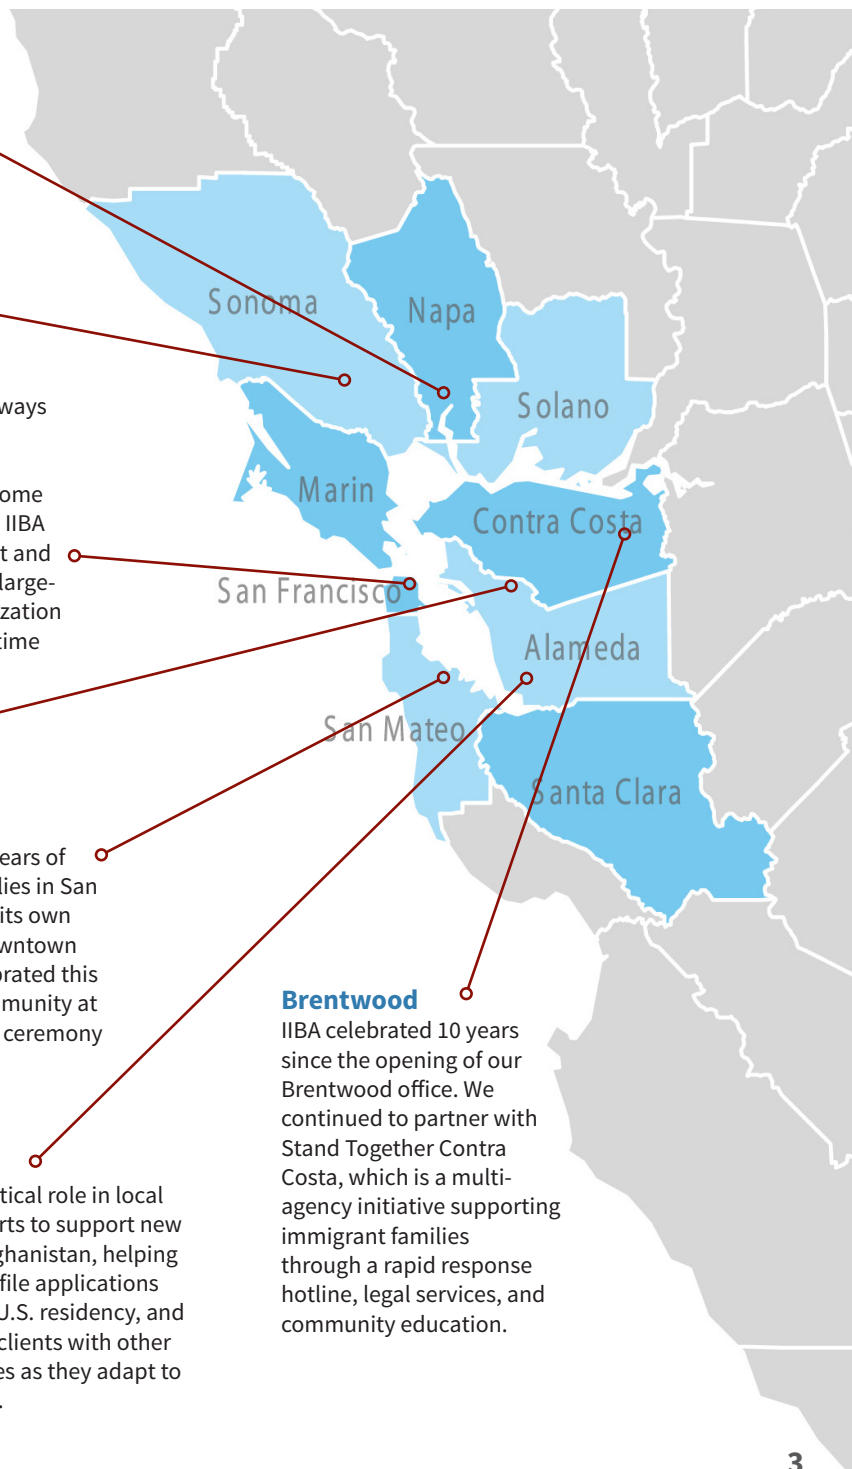 Sonoma
Napa
Solano
Marin
Contra Costa
San Francisco
Alameda
San Mateo
Santa Clara
ways
ome
IIBA
t and
large-
zation
time
ears of
lies in San
its own
wntown
brated this
munity at
ceremony
tical role in local
rts to support new
ghanistan, helping
file applications
U.S. residency, and
clients with other
es as they adapt to
.
Brentwood
IIBA celebrated 10 years
since the opening of our
Brentwood office. We
continued to partner with
Stand Together Contra
Costa, which is a multi-
agency initiative supporting
immigrant families
through a rapid response
hotline, legal services, and
community education.
3